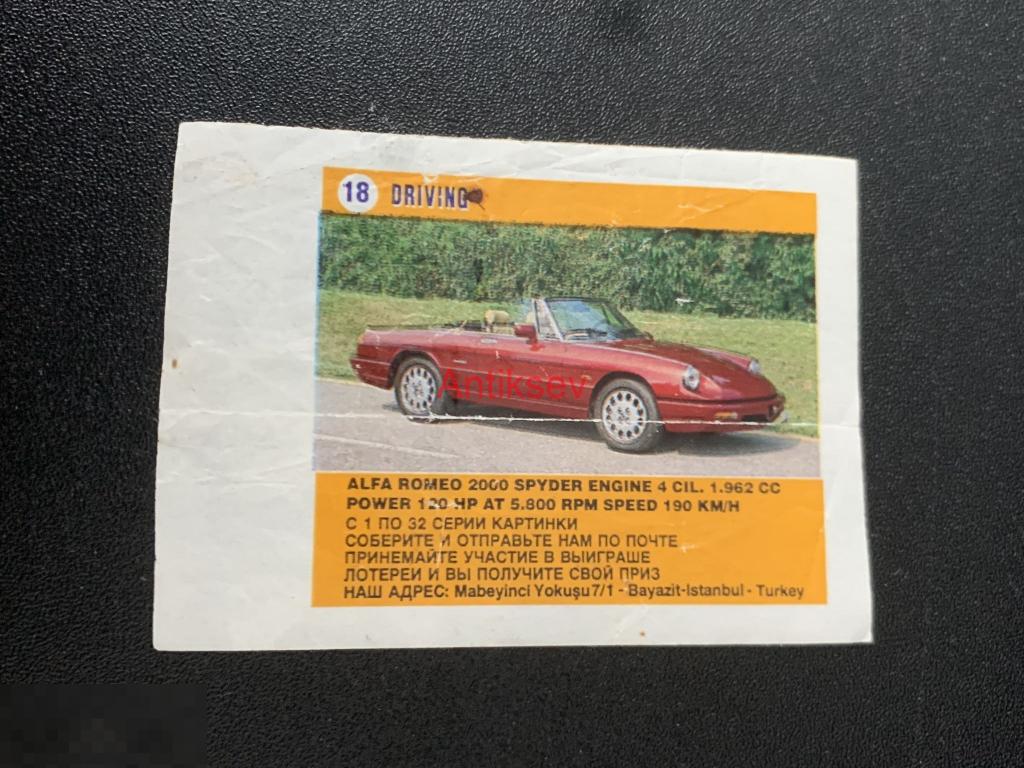 18 DRIVING
Antiksev
ALFA ROMEO 2000 SPYDER ENGINE 4 CIL. 1.962 CC
POWER 120 HP AT 5.800 RPM SPEED 190 KM/H
С 1 ПО 32 СЕРИИ КАРТИНКИ
СОБЕРИТЕ И ОТПРАВЬТЕ НАМ ПО ПОЧТЕ
ПРИНЕМАЙТЕ УЧАСТИЕ В ВЫИГРАШЕ
ЛОТЕРЕИ И ВЫ ПОЛУЧИТЕ СВОЙ ПРИЗ
НАШ АДРЕС: Mabeyinci Yokuşu 7/1 - Bayazit-Istanbul - Turkey